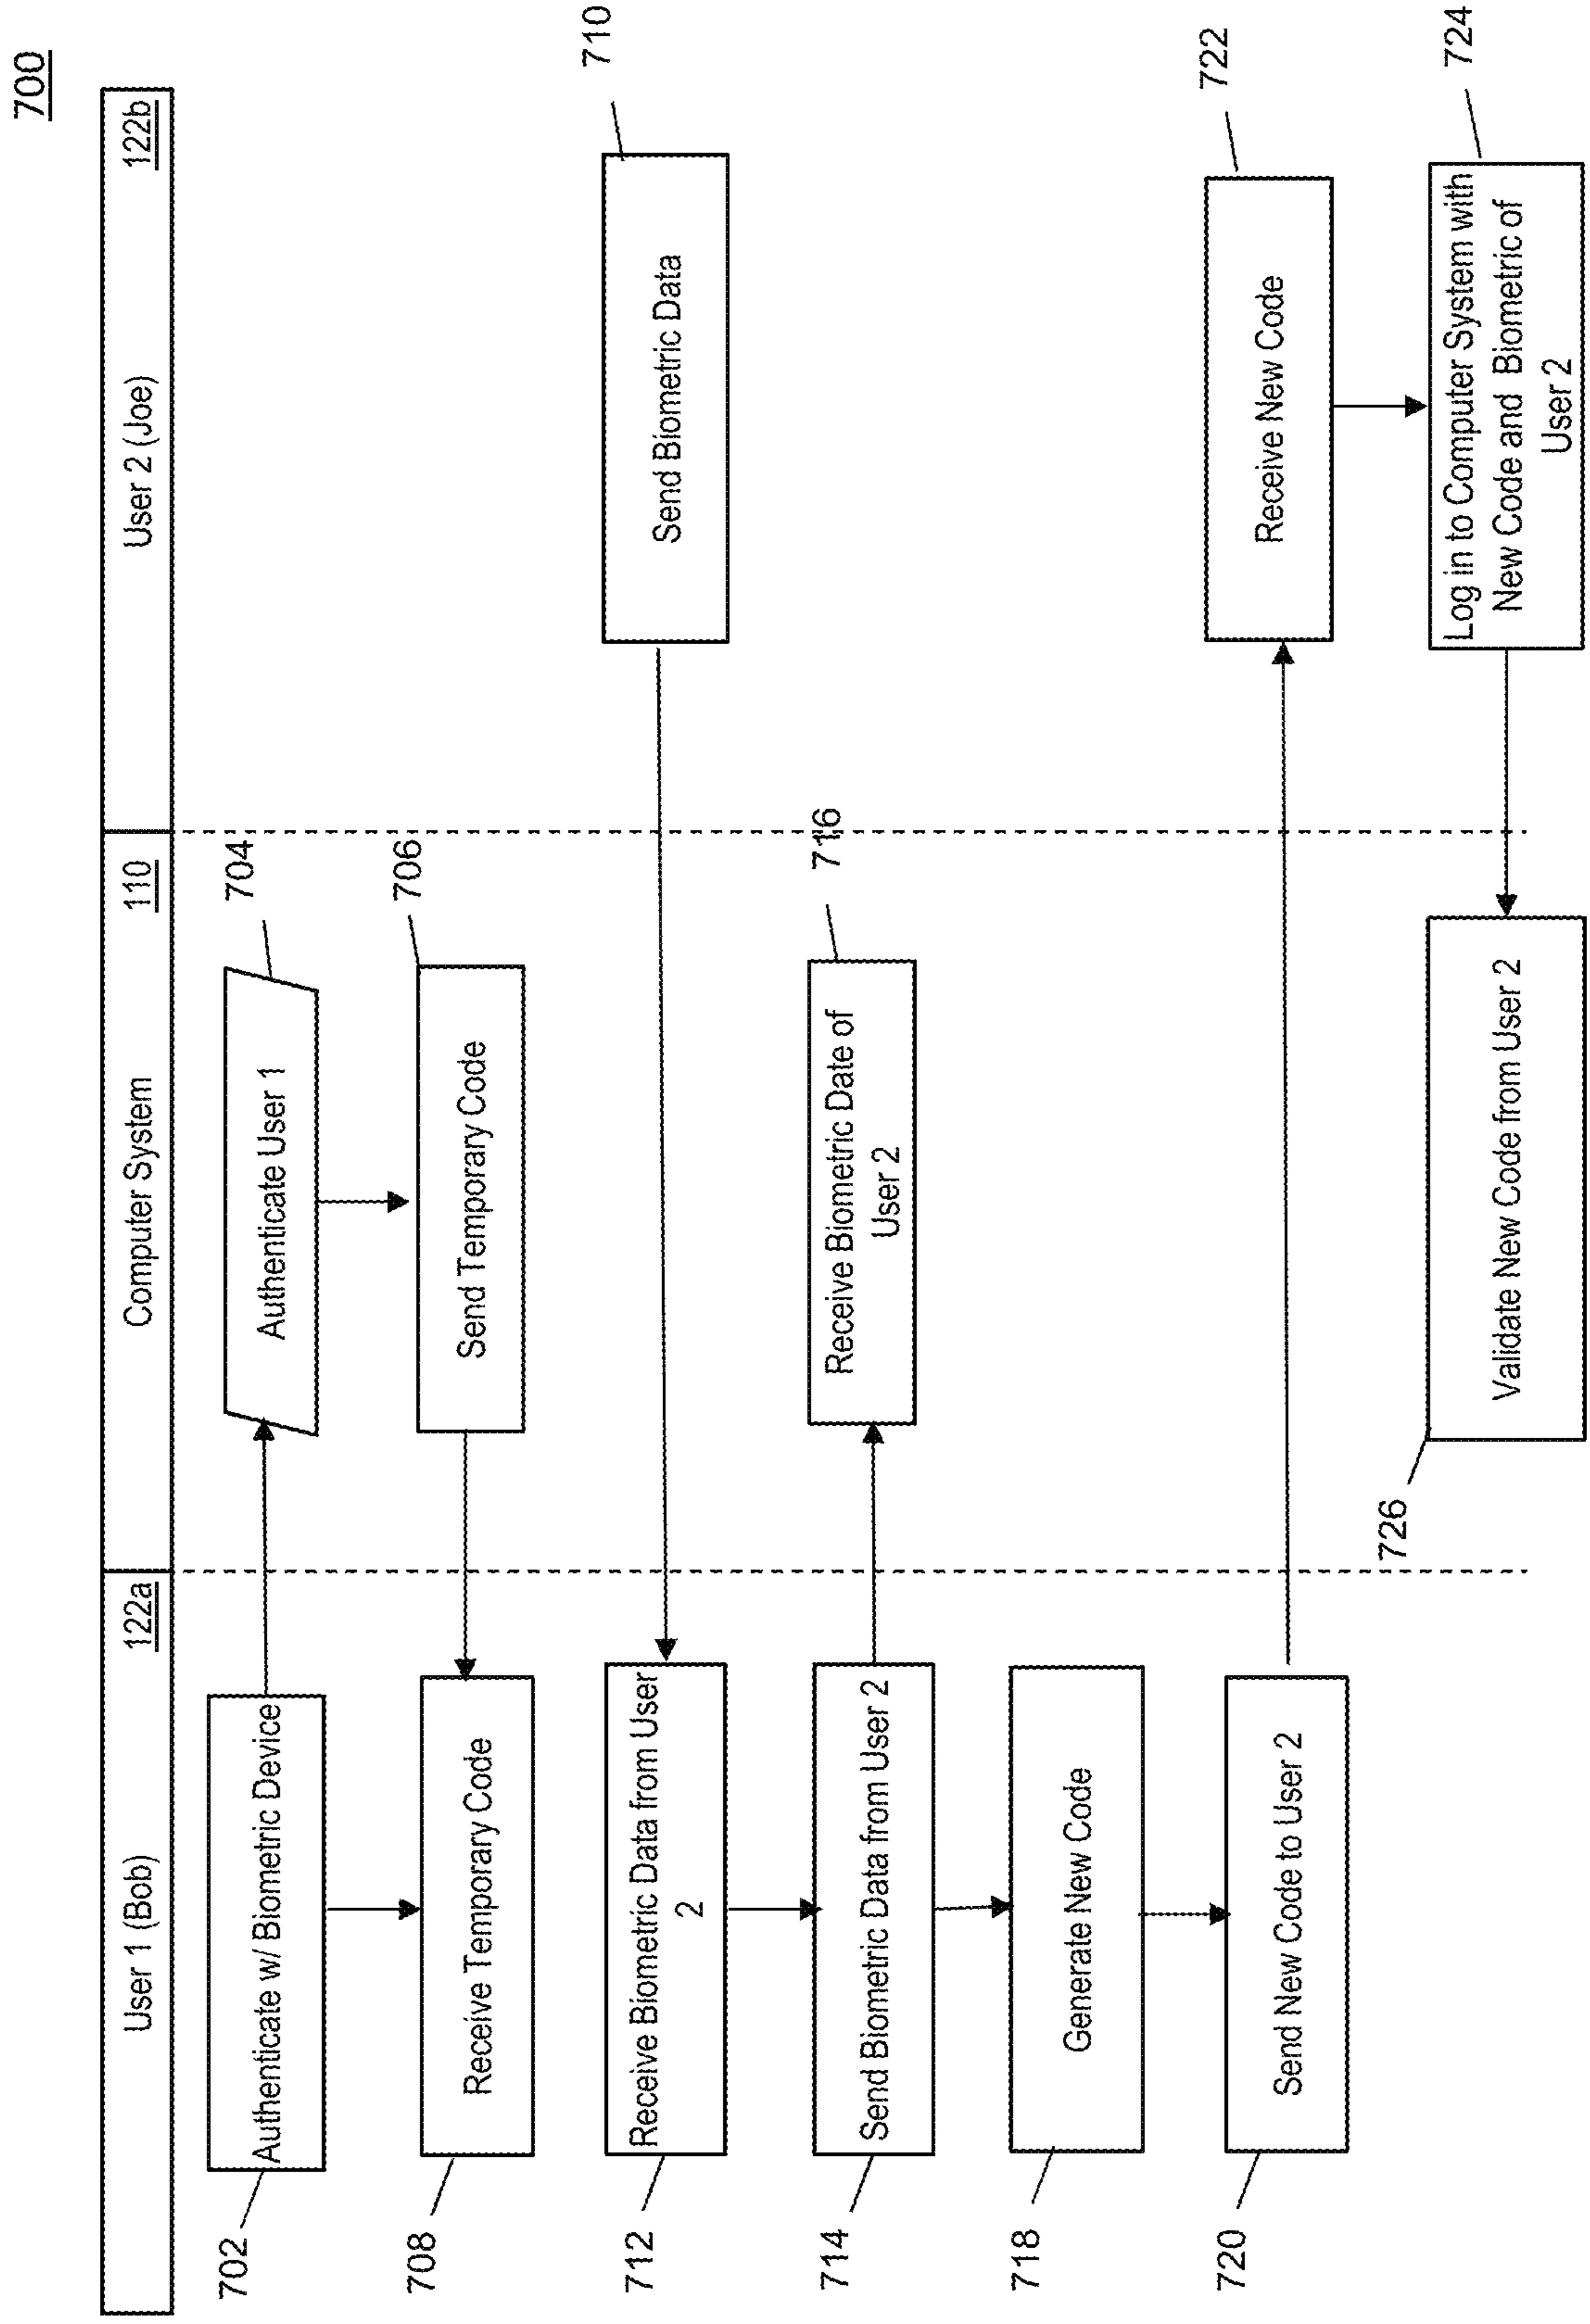 700
User 1 (Bob)
122a
Computer System
110
User 2 (Joe)
122b
702
Authenticate w/ Biometric Device
Authenticate User 1
704
Send Temporary Code
706
708
Receive Temporary Code
Send Biometric Data
710
712
Receive Biometric Data from User
2
714
Send Biometric Data from User 2
Receive Biometric Date of
User 2
716
718
Generate New Code
720
Send New Code to User 2
Receive New Code
722
Log in to Computer System with
New Code and Biometric of
User 2
724
726
Validate New Code from User 2